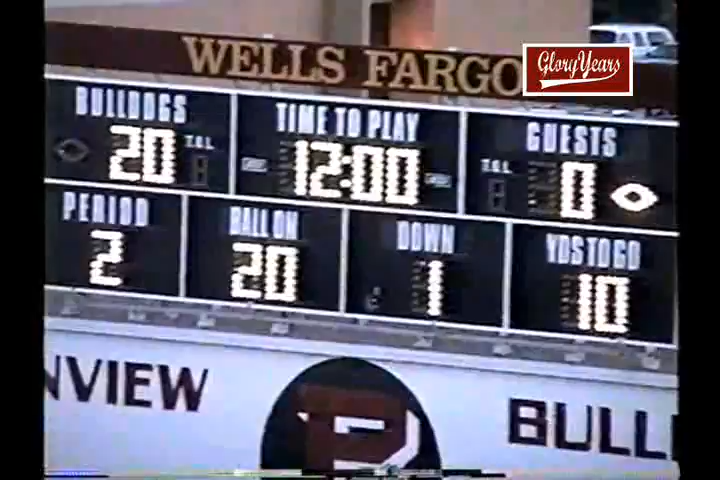 WELLS FARGO
Glory Years
BULLDOGS
TIME TO PLAY
GUESTS
20
T.O.L.
12:00
T.O.L.
0
PERIOD
BALL ON
DOWN
YDS TO GO
2
20
1
10
NVIEW
P
BULL